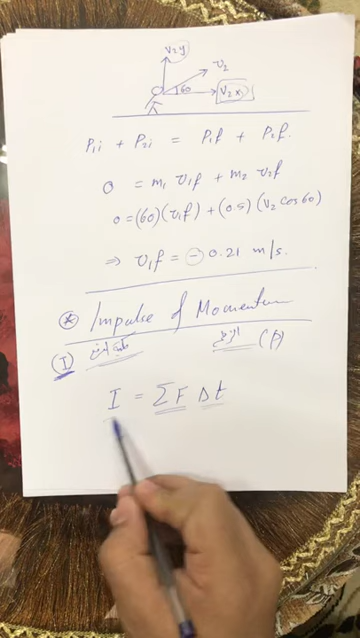 V2y
v2
60
V2x
P1i + P2i = P1f + P2f.
0 = m1 v1f + m2 v2f
0 = (60)(v1f) + (0.5)(V2 cos 60)
⇒ v1f = - 0.21 m/s.
* Impulse of Momentum
(I) (P)
I = Σ F Δt